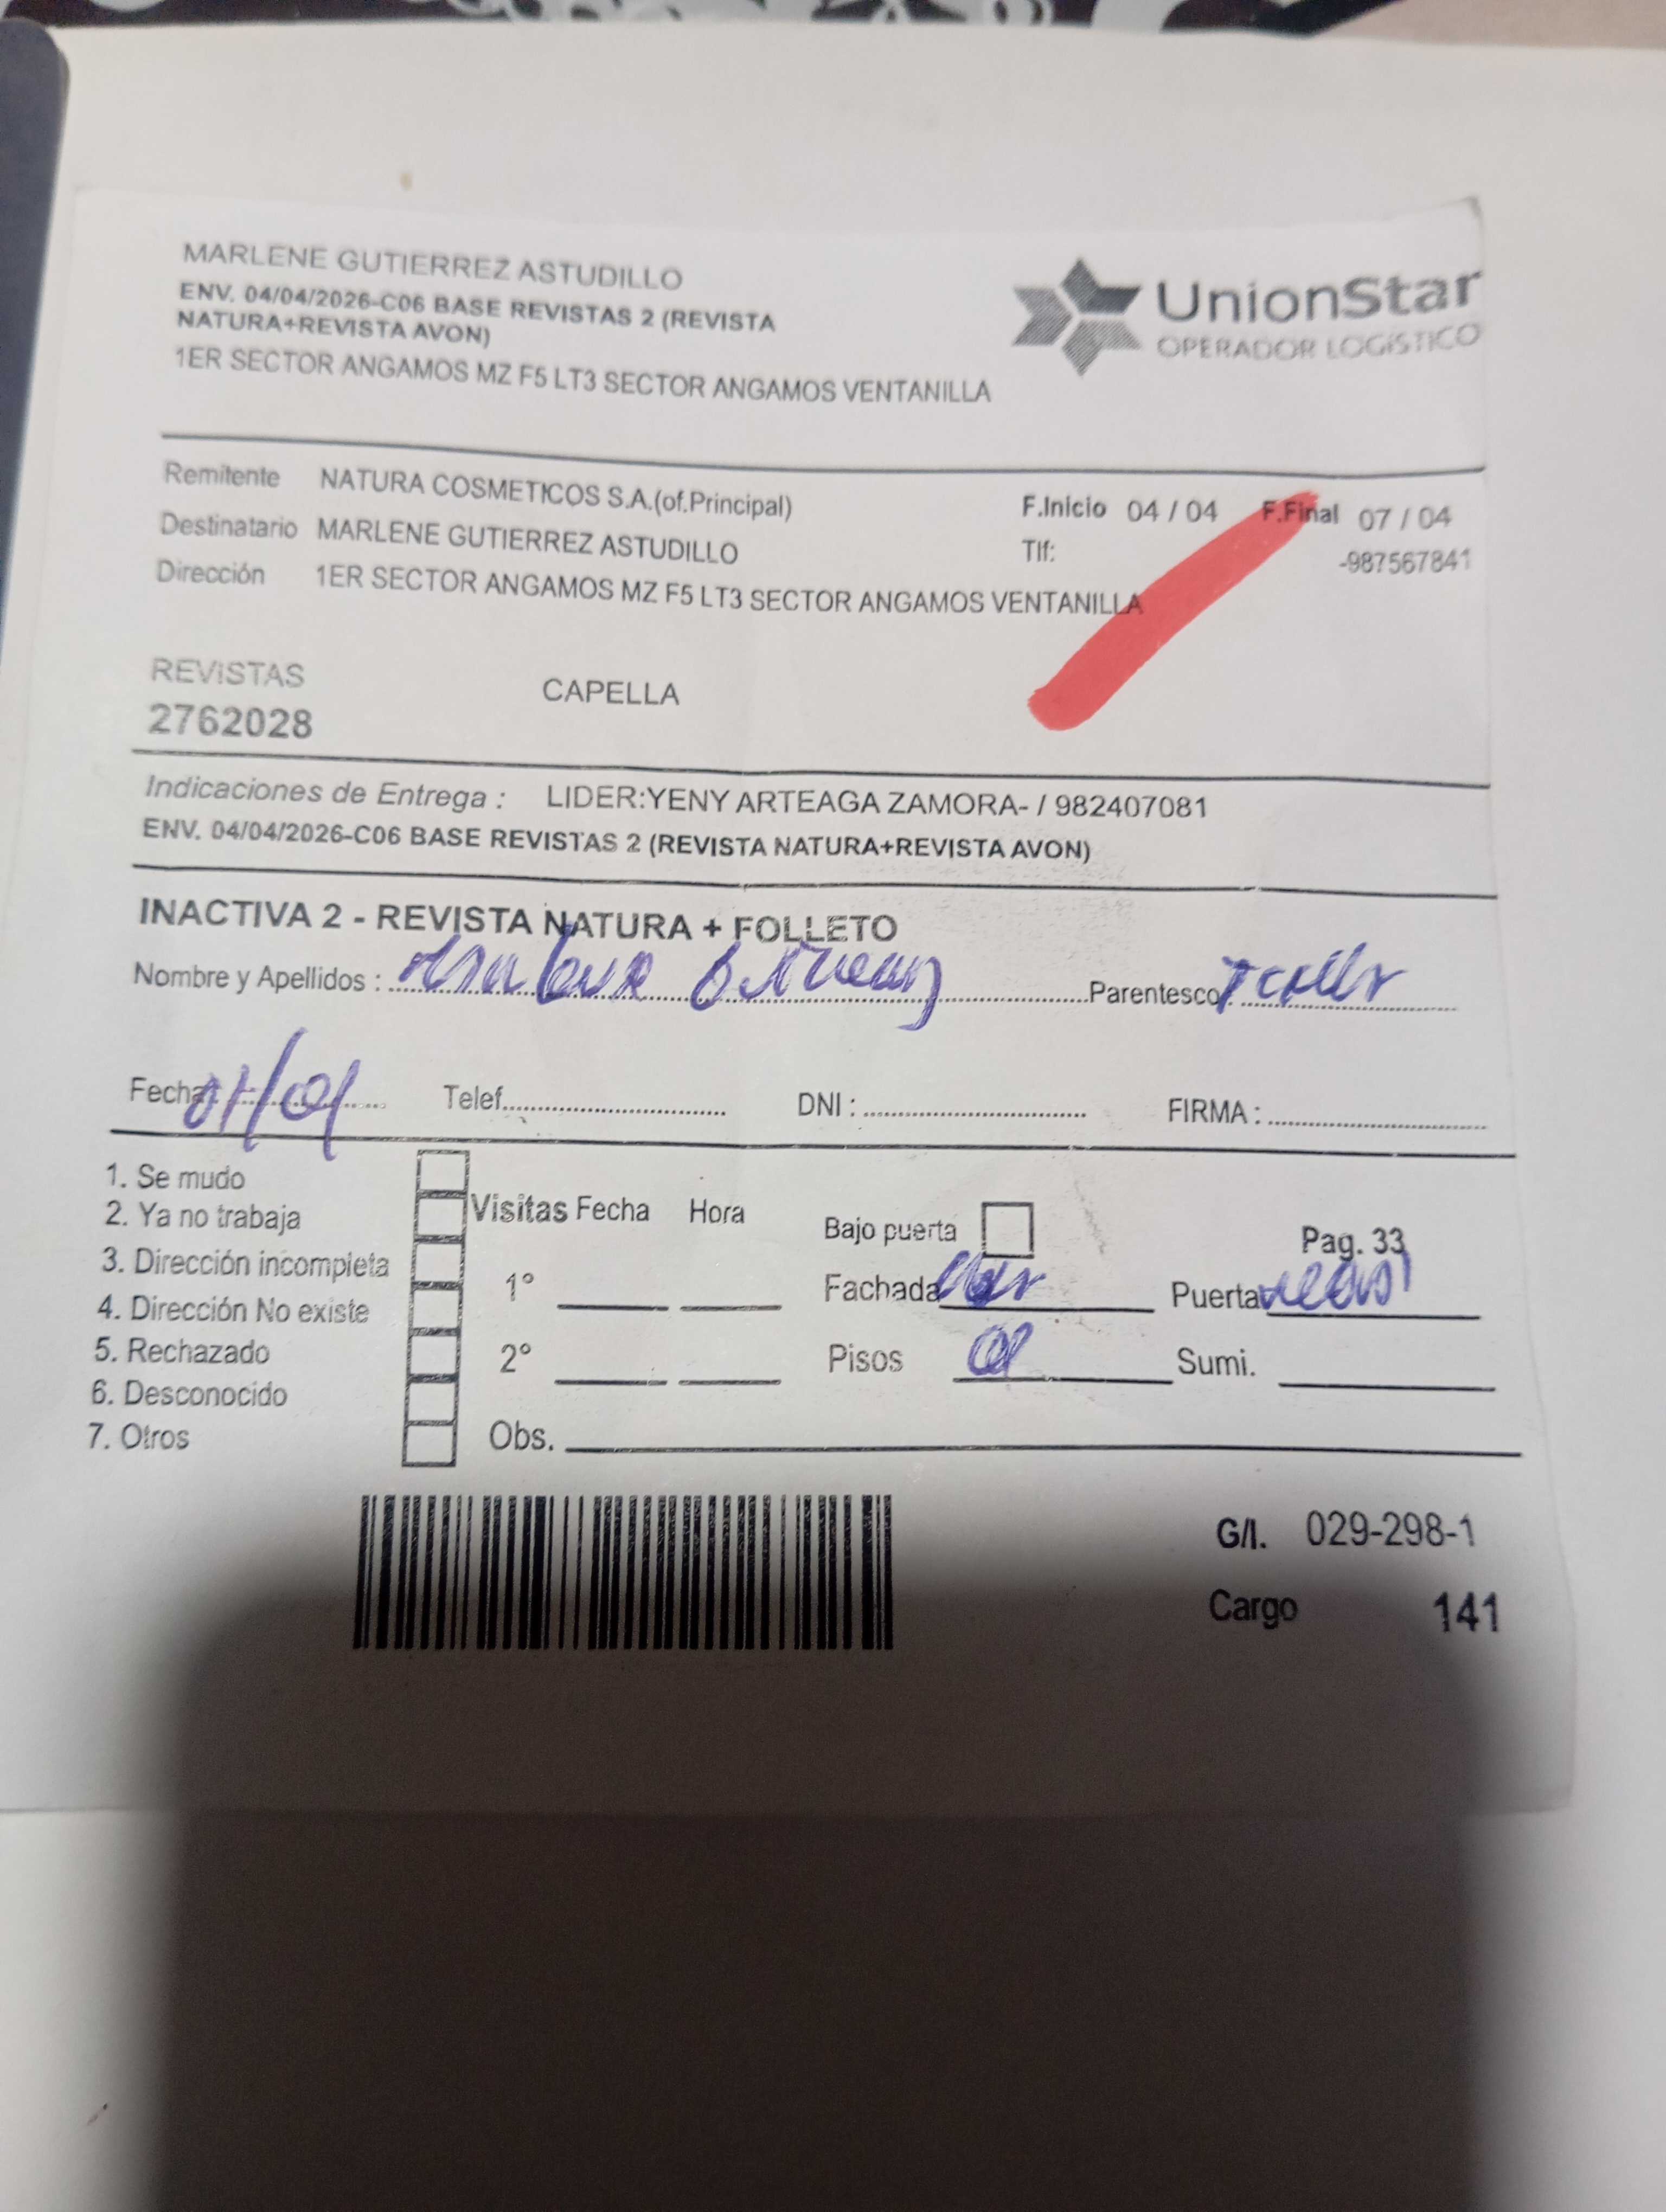 MARLENE GUTIERREZ ASTUDILLO
ENV. 04/04/2026-C06 BASE REVISTAS 2 (REVISTA
NATURA+REVISTA AVON)
1ER SECTOR ANGAMOS MZ F5 LT3 SECTOR ANGAMOS VENTANILLA
UnionStar
OPERADOR LOGÍSTICO
Remitente NATURA COSMETICOS S.A.(of.Principal)
F.Inicio 04 / 04 F.Final 07 / 04
Destinatario MARLENE GUTIERREZ ASTUDILLO
Tlf: -987567841
Dirección 1ER SECTOR ANGAMOS MZ F5 LT3 SECTOR ANGAMOS VENTANILLA
REVISTAS
2762028
CAPELLA
Indicaciones de Entrega : LIDER:YENY ARTEAGA ZAMORA- / 982407081
ENV. 04/04/2026-C06 BASE REVISTAS 2 (REVISTA NATURA+REVISTA AVON)
INACTIVA 2 - REVISTA NATURA + FOLLETO
Nombre y Apellidos : Parentesco
Fecha: Telef. DNI : FIRMA :
1. Se mudo
2. Ya no trabaja
3. Dirección incompleta
4. Dirección No existe
5. Rechazado
6. Desconocido
7. Otros
Visitas Fecha Hora
1°
2°
Obs.
Bajo puerta
Fachada
Pisos
Pag. 33
Puerta
Sumi.
G/I. 029-298-1
Cargo 141